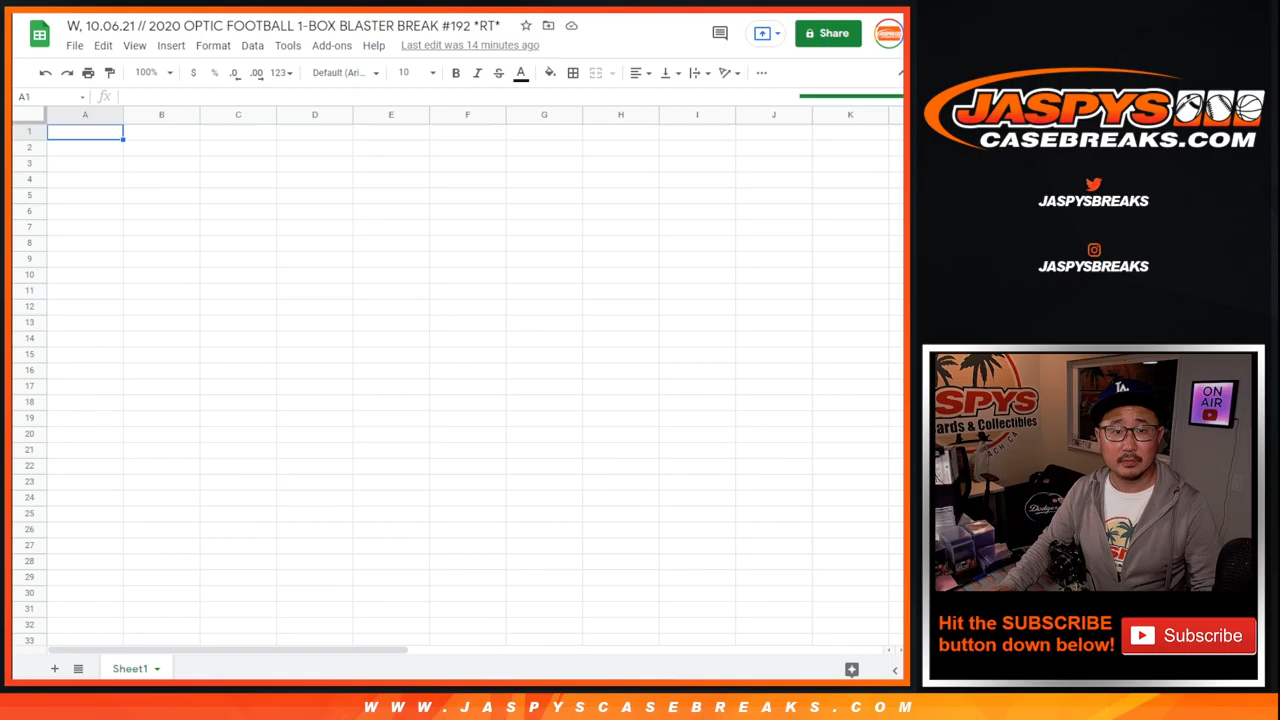 W. 10.06.21 // 2020 OPTIC FOOTBALL 1-BOX BLASTER BREAK #192 *RT*
File Edit Insert Format Data Tools Add-ons Help Last edit was 14 minutes ago
Share
100% $ % .0 .00 123 Default (Ari... 10 B I S A
A1 fx
A B C D E F G H I J K
1
2
3
4
5
6
7
8
9
10
11
12
13
14
15
16
17
18
19
20
21
22
23
24
25
26
27
28
29
30
31
32
33
Sheet1
JASPYS
CASEBREAKS.COM
JASPYSBREAKS
JASPYSBREAKS
SPYS
ards & Collectibles
ACH, CA
ON
AIR
LA
Dodgers
Hit the SUBSCRIBE
button down below!
Subscribe
WWW.JASPYSCASEBREAKS.COM